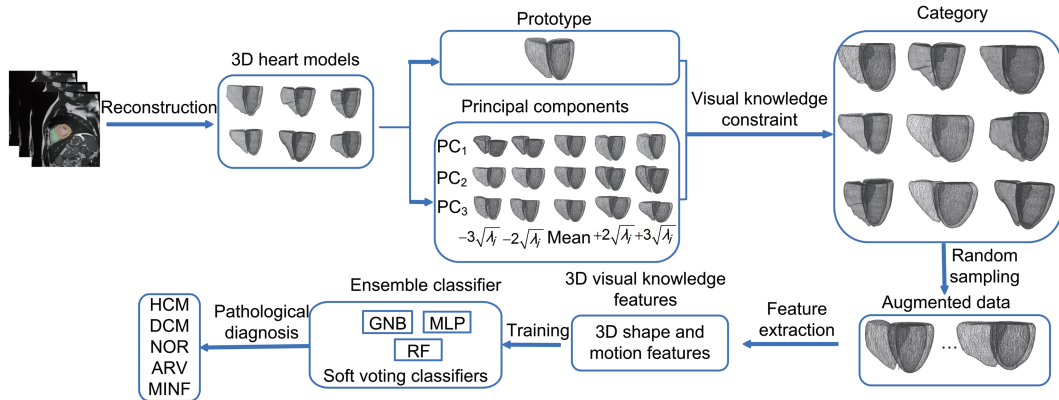 Prototype
Category
3D heart models
Reconstruction
Principal components
PC1
PC2
PC3
−3√λj −2√λj Mean +2√λj +3√λj
Visual knowledge
constraint
Random
sampling
Augmented data
...
Feature
extraction
3D visual knowledge
features
3D shape and
motion features
Training
Ensemble classifier
GNB MLP
RF
Soft voting classifiers
Pathological
diagnosis
HCM
DCM
NOR
ARV
MINF